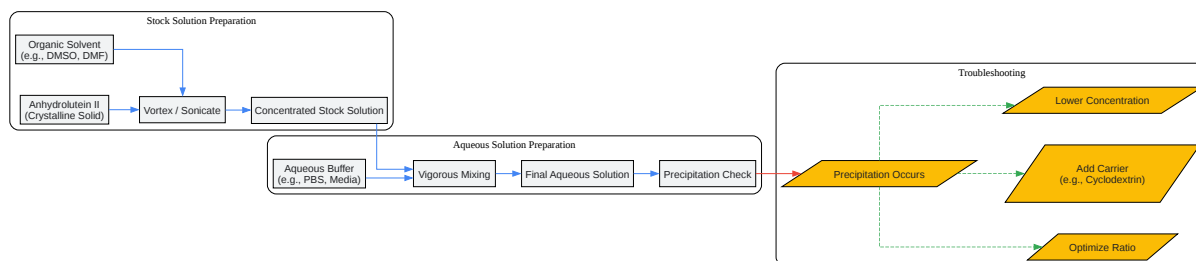 Stock Solution Preparation
Organic Solvent
(e.g., DMSO, DMF)
Anhydrolutein II
(Crystalline Solid)
Vortex / Sonicate
Concentrated Stock Solution
Aqueous Solution Preparation
Aqueous Buffer
(e.g., PBS, Media)
Vigorous Mixing
Final Aqueous Solution
Precipitation Check
Troubleshooting
Precipitation Occurs
Lower Concentration
Add Carrier
(e.g., Cyclodextrin)
Optimize Ratio